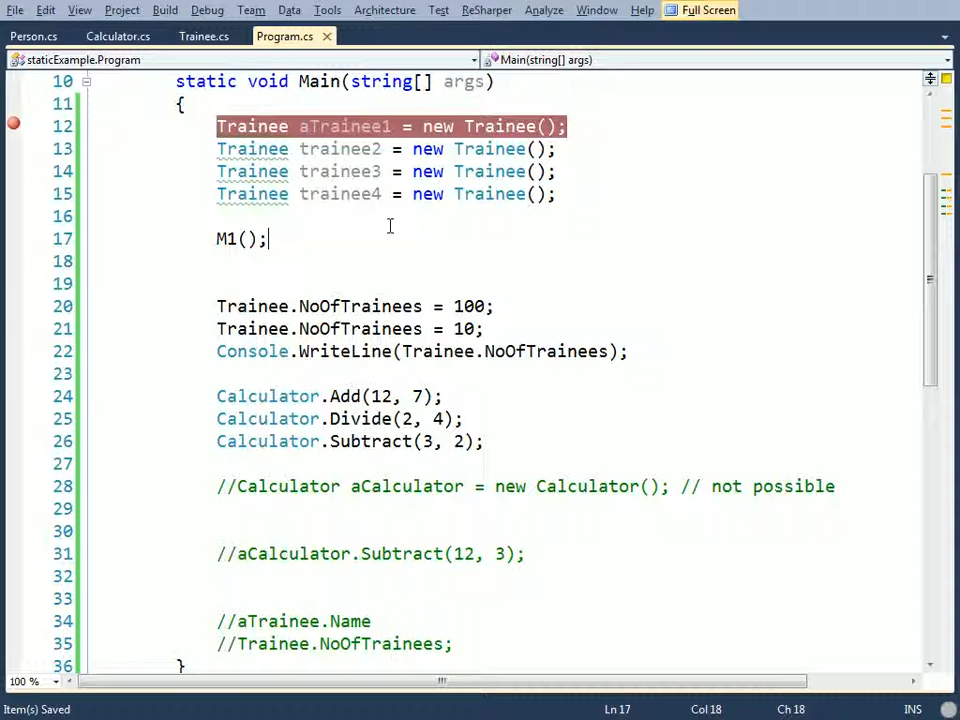 File Edit View Project Build Debug Team Data Tools Architecture Test ReSharper Analyze Window Help Full Screen
Person.cs Calculator.cs Trainee.cs Program.cs
staticExample.Program Main(string[] args)
10 static void Main(string[] args)
11 {
12 Trainee aTrainee1 = new Trainee();
13 Trainee trainee2 = new Trainee();
14 Trainee trainee3 = new Trainee();
15 Trainee trainee4 = new Trainee();
16
17 M1();
18
19
20 Trainee.NoOfTrainees = 100;
21 Trainee.NoOfTrainees = 10;
22 Console.WriteLine(Trainee.NoOfTrainees);
23
24 Calculator.Add(12, 7);
25 Calculator.Divide(2, 4);
26 Calculator.Subtract(3, 2);
27
28 //Calculator aCalculator = new Calculator(); // not possible
29
30
31 //aCalculator.Subtract(12, 3);
32
33
34 //aTrainee.Name
35 //Trainee.NoOfTrainees;
36 }
100 %
Item(s) Saved Ln 17 Col 18 Ch 18 INS